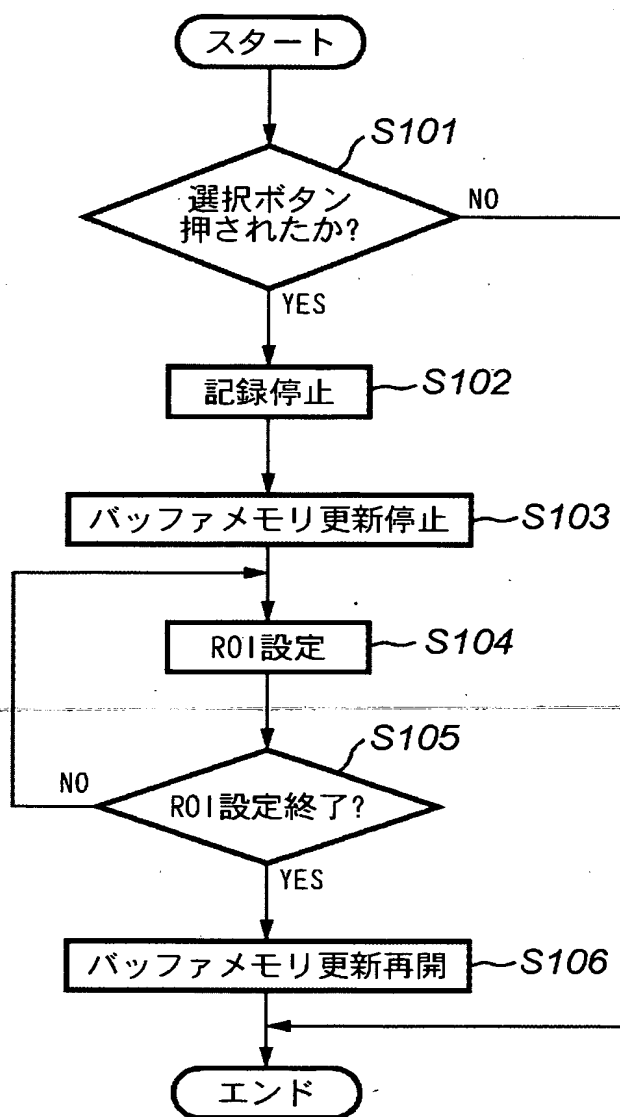 スタート
S101
選択ボタン
押されたか?
NO
YES
記録停止
S102
バッファメモリ更新停止
S103
ROI設定
S104
S105
NO
ROI設定終了?
YES
バッファメモリ更新再開
S106
エンド